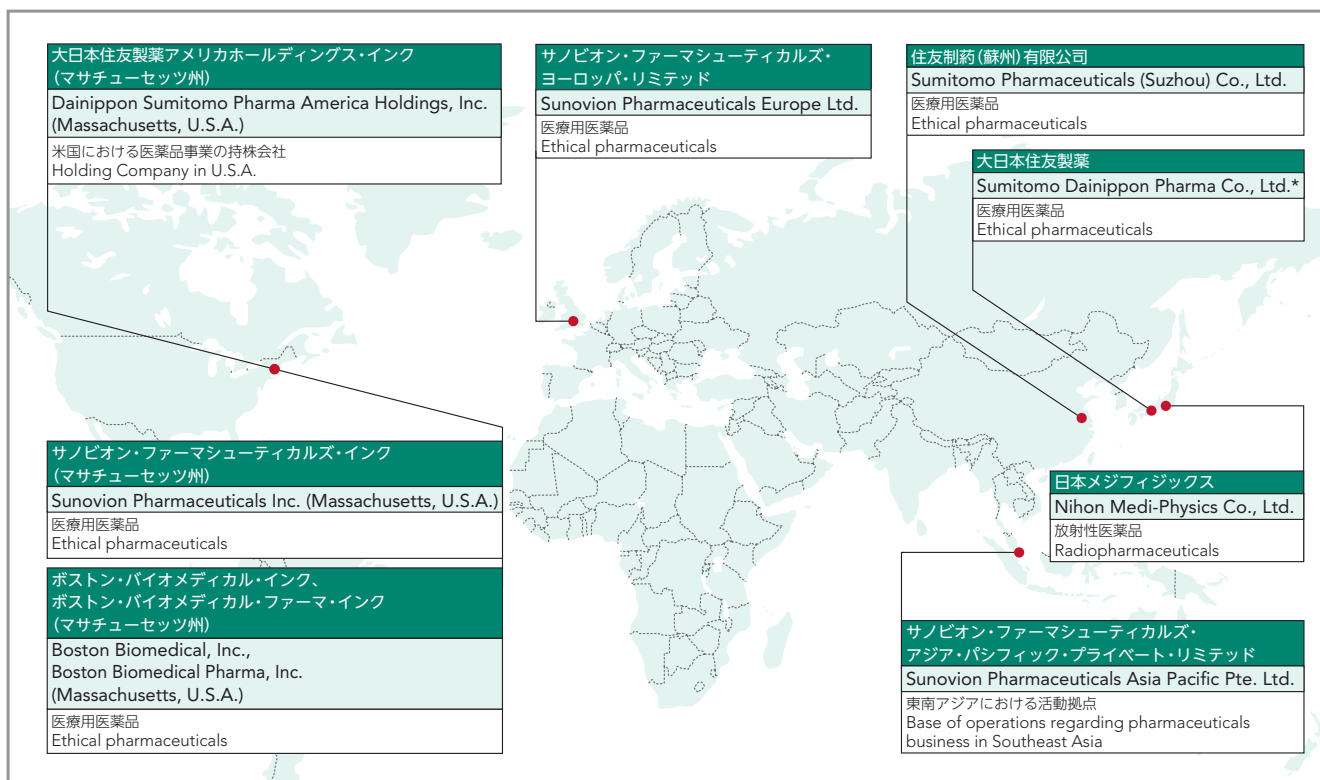 大日本住友製薬アメリカホールディングス・インク
(マサチューセッツ州)
Dainippon Sumitomo Pharma America Holdings, Inc.
(Massachusetts, U.S.A.)
米国における医薬品事業の持株会社
Holding Company in U.S.A.
サノビオン・ファーマシューティカルズ・
ヨーロッパ・リミテッド
Sunovion Pharmaceuticals Europe Ltd.
医療用医薬品
Ethical pharmaceuticals
住友制葯(蘇州)有限公司
Sumitomo Pharmaceuticals (Suzhou) Co., Ltd.
医療用医薬品
Ethical pharmaceuticals
大日本住友製薬
Sumitomo Dainippon Pharma Co., Ltd.*
医療用医薬品
Ethical pharmaceuticals
サノビオン・ファーマシューティカルズ・インク
(マサチューセッツ州)
Sunovion Pharmaceuticals Inc. (Massachusetts, U.S.A.)
医療用医薬品
Ethical pharmaceuticals
日本メジフィジックス
Nihon Medi-Physics Co., Ltd.
放射性医薬品
Radiopharmaceuticals
ボストン・バイオメディカル・インク、
ボストン・バイオメディカル・ファーマ・インク
(マサチューセッツ州)
Boston Biomedical, Inc.,
Boston Biomedical Pharma, Inc.
(Massachusetts, U.S.A.)
医療用医薬品
Ethical pharmaceuticals
サノビオン・ファーマシューティカルズ・
アジア・パシフィック・プライベート・リミテッド
Sunovion Pharmaceuticals Asia Pacific Pte. Ltd.
東南アジアにおける活動拠点
Base of operations regarding pharmaceuticals
business in Southeast Asia